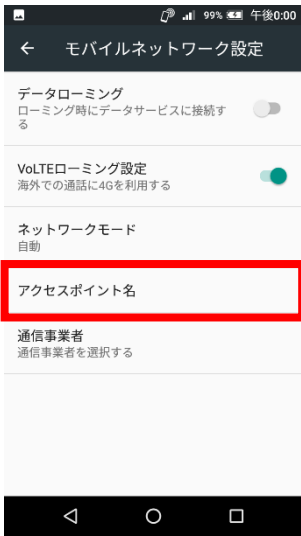 99% 午後0:00
モバイルネットワーク設定
データローミング
ローミング時にデータサービスに接続す
る
VoLTEローミング設定
海外での通話に4Gを利用する
ネットワークモード
自動
アクセスポイント名
通信事業者
通信事業者を選択する